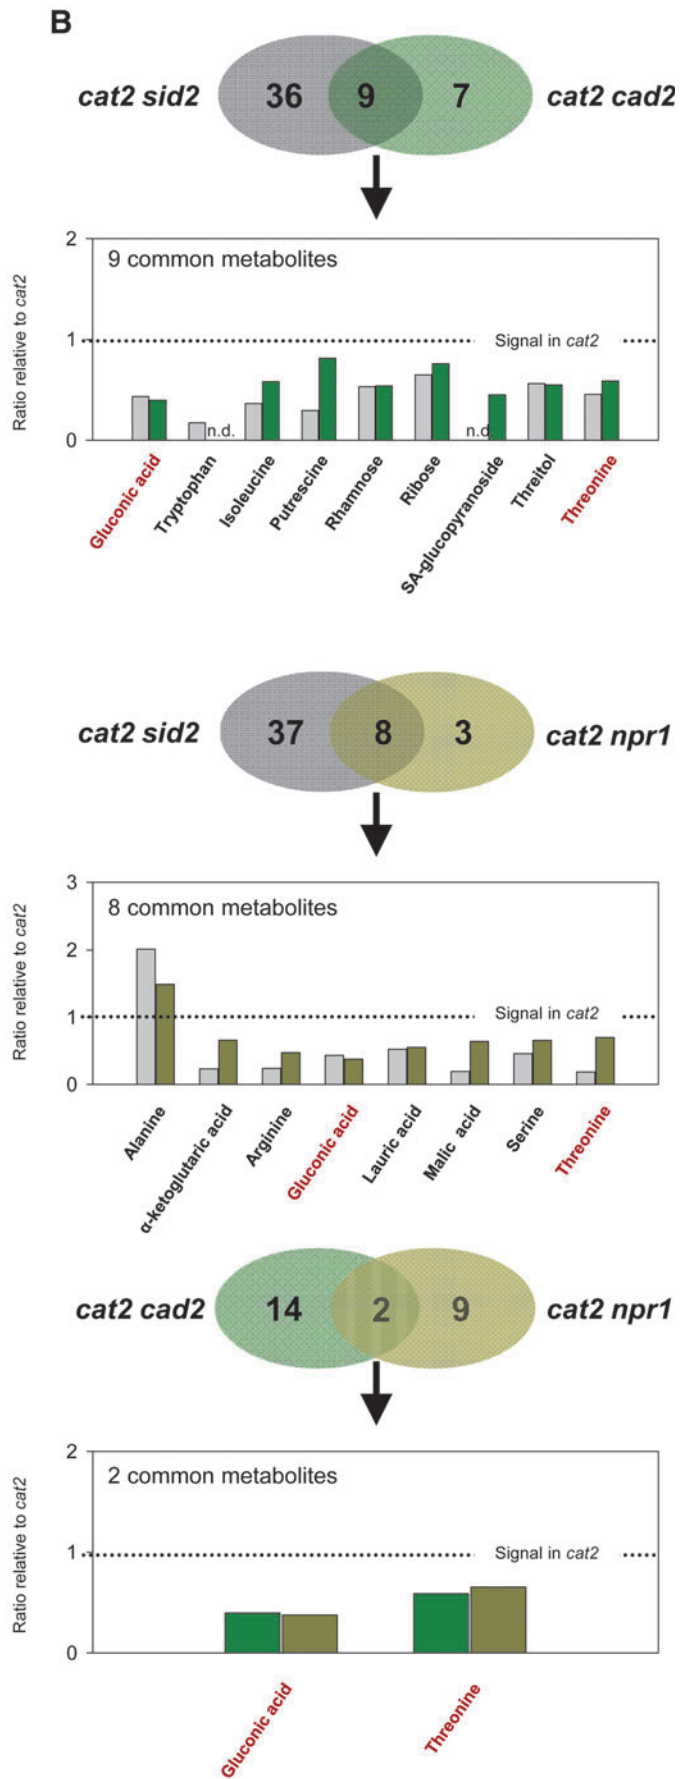 B
cat2 sid2 36 9 7 cat2 cad2
Ratio relative to cat2
2
1
0
9 common metabolites
Signal in cat2
n.d.
n.d
Gluconic acid
Tryptophan
Isoleucine
Putrescine
Rhamnose
Ribose
SA-glucopyranoside
Threitol
Threonine
cat2 sid2 37 8 3 cat2 npr1
Ratio relative to cat2
3
2
1
0
8 common metabolites
Signal in cat2
Alanine
α-ketoglutaric acid
Arginine
Gluconic acid
Lauric acid
Malic acid
Serine
Threonine
cat2 cad2 14 2 9 cat2 npr1
Ratio relative to cat2
2
1
0
2 common metabolites
Signal in cat2
Gluconic acid
Threonine